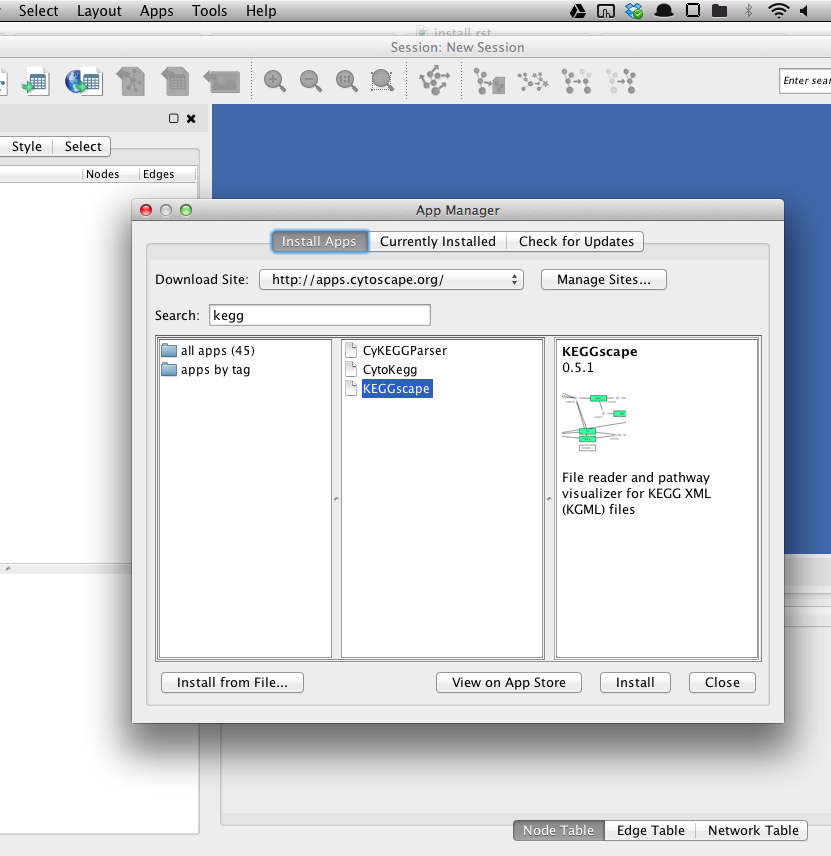 Select Layout Apps Tools Help
install.rst
Session: New Session
Enter sear
Style Select
Nodes Edges
App Manager
Install Apps Currently Installed Check for Updates
Download Site: http://apps.cytoscape.org/ Manage Sites...
Search: kegg
all apps (45)
apps by tag
CyKEGGParser
CytoKegg
KEGGscape
KEGGscape
0.5.1
File reader and pathway
visualizer for KEGG XML
(KGML) files
Install from File... View on App Store Install Close
Node Table Edge Table Network Table